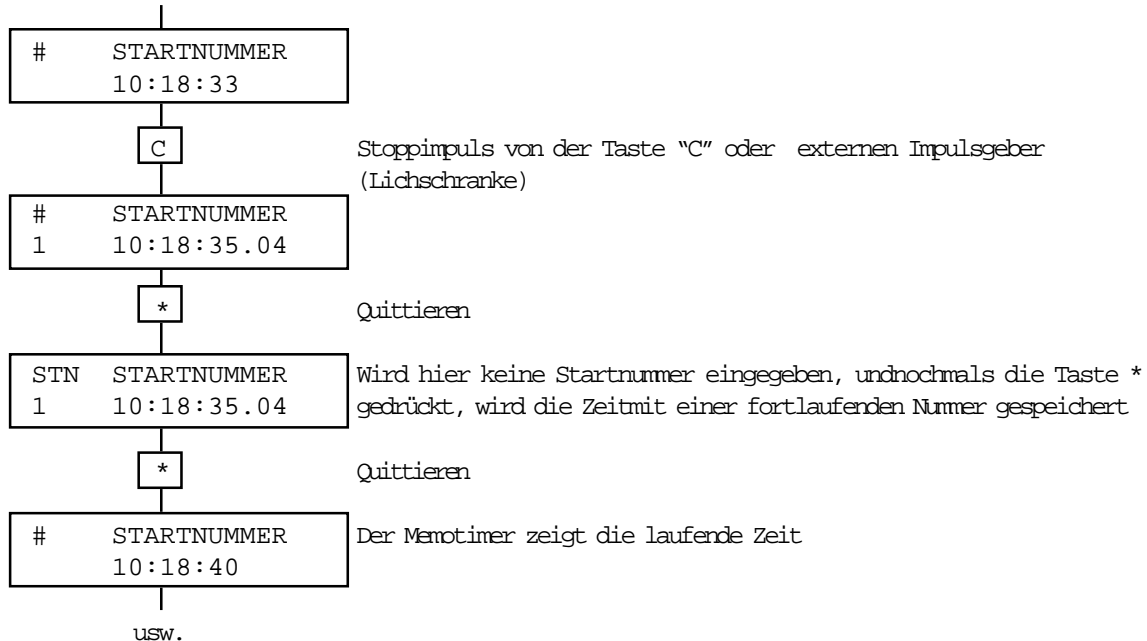 # STARTNUMMER
10:18:33
C
Stoppimpuls von der Taste “C” oder externen Impulsgeber
(Lichschranke)
# STARTNUMMER
1 10:18:35.04
*
Quittieren
STN STARTNUMMER
1 10:18:35.04
Wird hier keine Startnummer eingegeben, undnochmals die Taste *
gedrückt, wird die Zeitmit einer fortlaufenden Nummer gespeichert
*
Quittieren
# STARTNUMMER
10:18:40
Der Memotimer zeigt die laufende Zeit
usw.